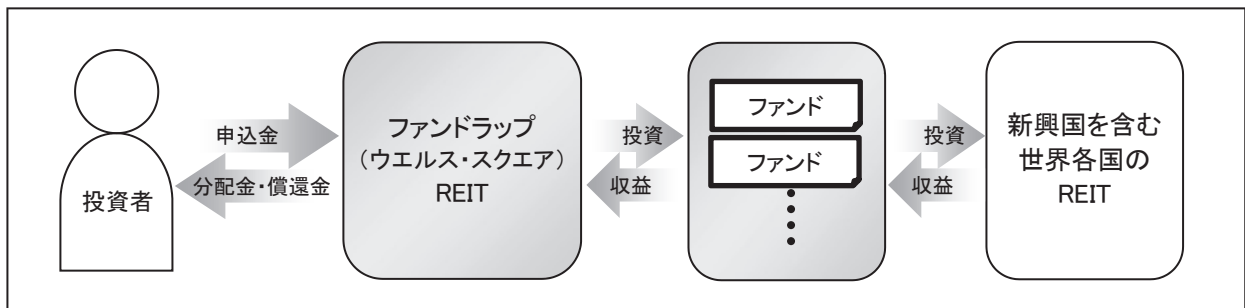 投資者
申込金
分配金・償還金
ファンドラップ
（ウエルス・スクエア）
REIT
投資
収益
ファンド
ファンド
投資
収益
新興国を含む
世界各国の
REIT